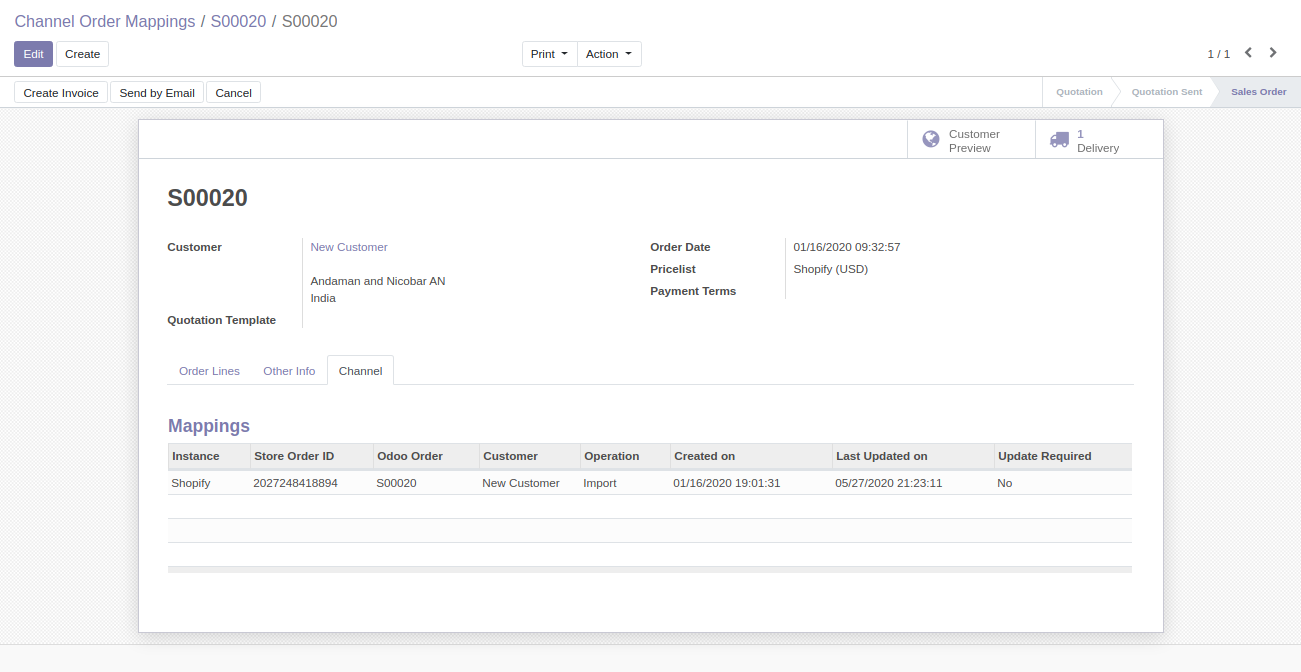 Channel Order Mappings / S00020 / S00020
Edit Create Print Action 1 / 1
Create Invoice Send by Email Cancel Quotation Quotation Sent Sales Order
Customer Preview
1 Delivery
S00020
Customer New Customer
Andaman and Nicobar AN
India
Quotation Template
Order Date 01/16/2020 09:32:57
Pricelist Shopify (USD)
Payment Terms
Order Lines Other Info Channel
Mappings
Instance Store Order ID Odoo Order Customer Operation Created on Last Updated on Update Required
Shopify 2027248418894 S00020 New Customer Import 01/16/2020 19:01:31 05/27/2020 21:23:11 No